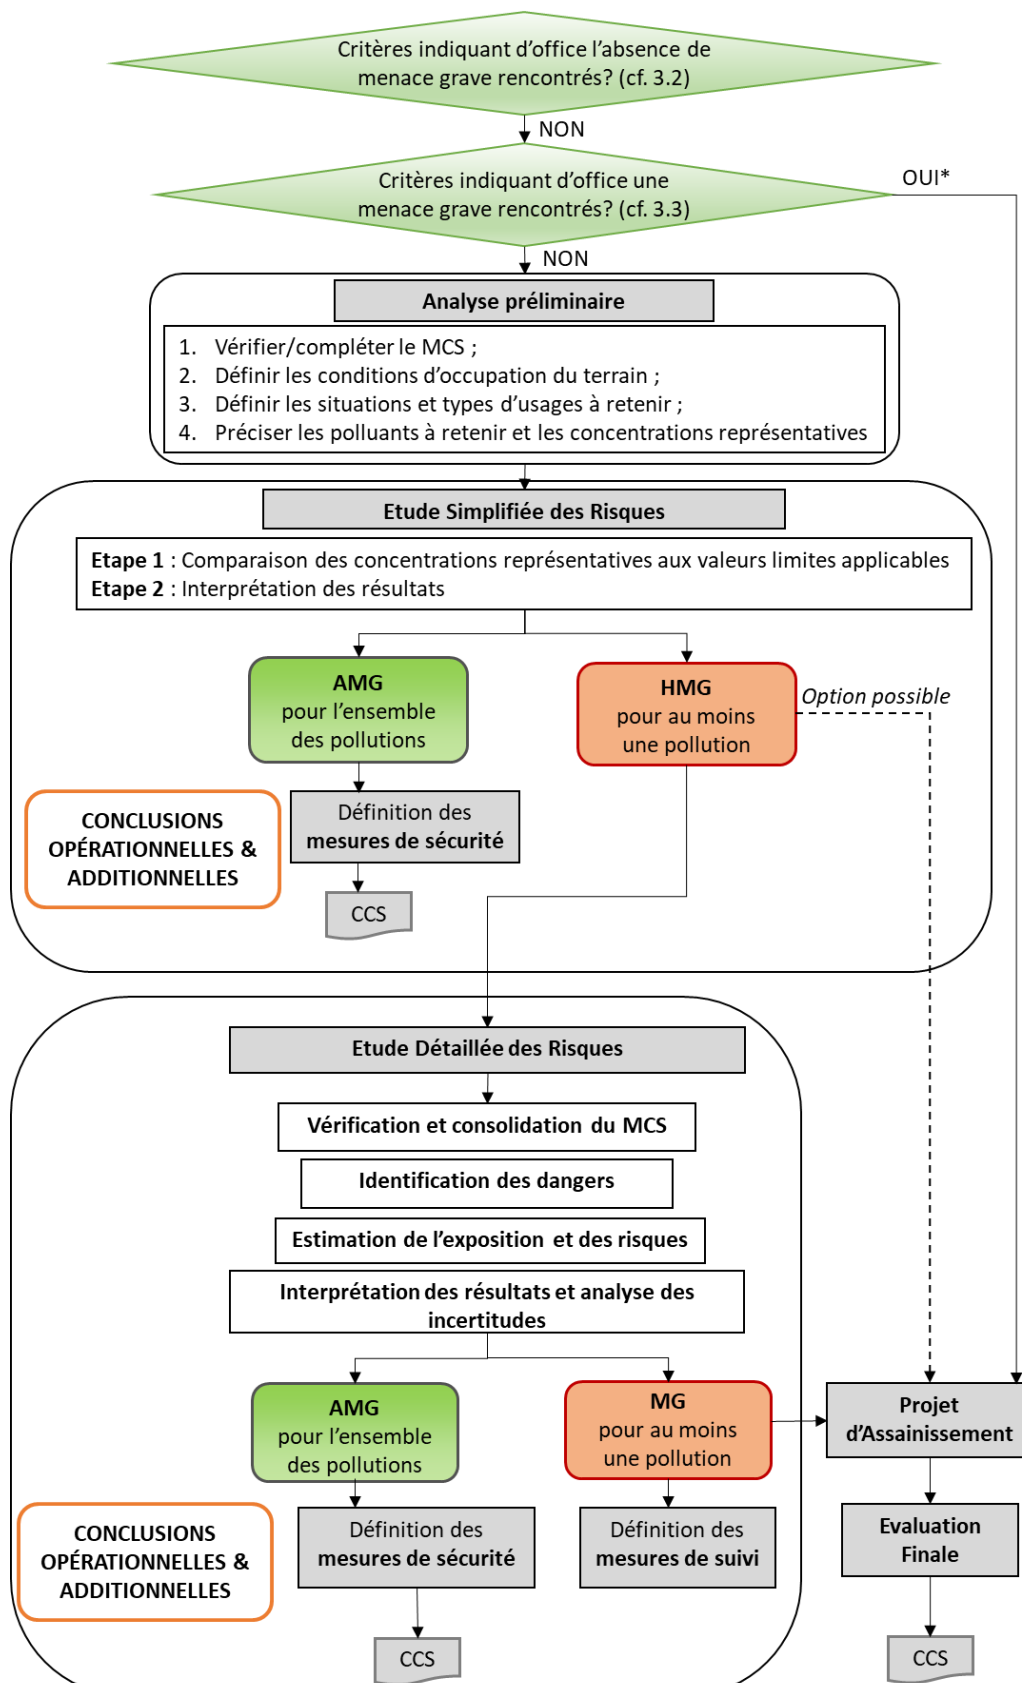 Critères indiquant d'office l'absence de
menace grave rencontrés? (cf. 3.2)
NON
Critères indiquant d'office une
menace grave rencontrés? (cf. 3.3)
OUI*
NON
Analyse préliminaire
1. Vérifier/compléter le MCS ;
2. Définir les conditions d'occupation du terrain ;
3. Définir les situations et types d'usages à retenir ;
4. Préciser les polluants à retenir et les concentrations représentatives
Etude Simplifiée des Risques
Etape 1 : Comparaison des concentrations représentatives aux valeurs limites applicables
Etape 2 : Interprétation des résultats
AMG
pour l'ensemble
des pollutions
HMG
pour au moins
une pollution
Option possible
CONCLUSIONS
OPÉRATIONNELLES &
ADDITIONNELLES
Définition des
mesures de sécurité
CCS
Etude Détaillée des Risques
Vérification et consolidation du MCS
Identification des dangers
Estimation de l'exposition et des risques
Interprétation des résultats et analyse des
incertitudes
AMG
pour l'ensemble
des pollutions
MG
pour au moins
une pollution
Projet
d'Assainissement
CONCLUSIONS
OPÉRATIONNELLES &
ADDITIONNELLES
Définition des
mesures de sécurité
Définition des
mesures de suivi
Evaluation
Finale
CCS
CCS